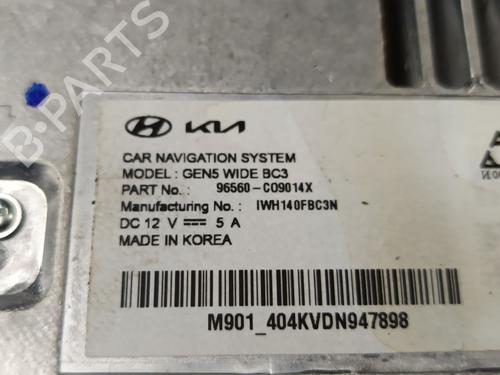 KIA
CAR NAVIGATION SYSTEM
MODEL : GEN5 WIDE BC3
PART No. : 96560-C09014X
Manufacturing No. : IWH140FBC3N
DC 12 V ⎓ 5 A
MADE IN KOREA
M901_404KVDN947898
B-PARTS